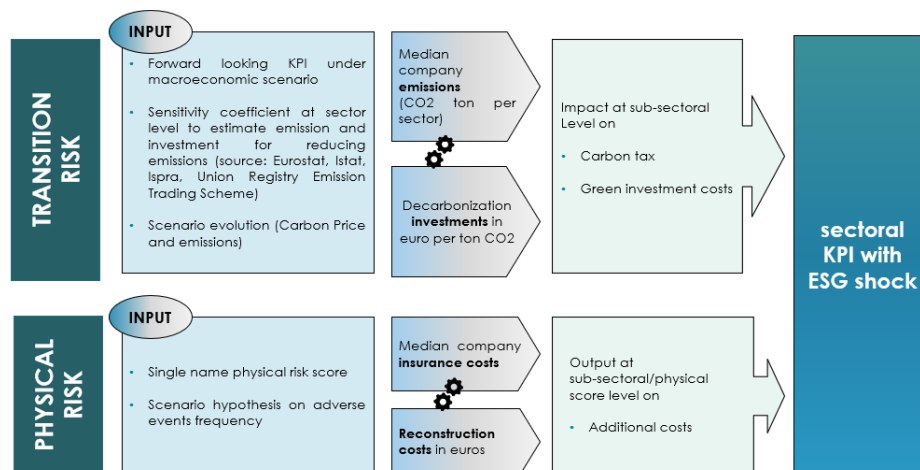 TRANSITION
RISK
INPUT
• Forward looking KPI under
macroeconomic scenario
• Sensitivity coefficient at sector
level to estimate emission and
investment for reducing
emissions (source: Eurostat, Istat,
Ispra, Union Registry Emission
Trading Scheme)
• Scenario evolution (Carbon Price
and emissions)
Median
company
emissions
(CO2 ton per
sector)
Decarbonization
investments in
euro per ton CO2
Impact at sub-sectoral
Level on
• Carbon tax
• Green investment costs
sectoral
KPI with
ESG shock
PHYSICAL
RISK
INPUT
• Single name physical risk score
• Scenario hypothesis on adverse
events frequency
Median company
insurance costs
Reconstruction
costs in euros
Output at
sub-sectoral/physical
score level on
• Additional costs